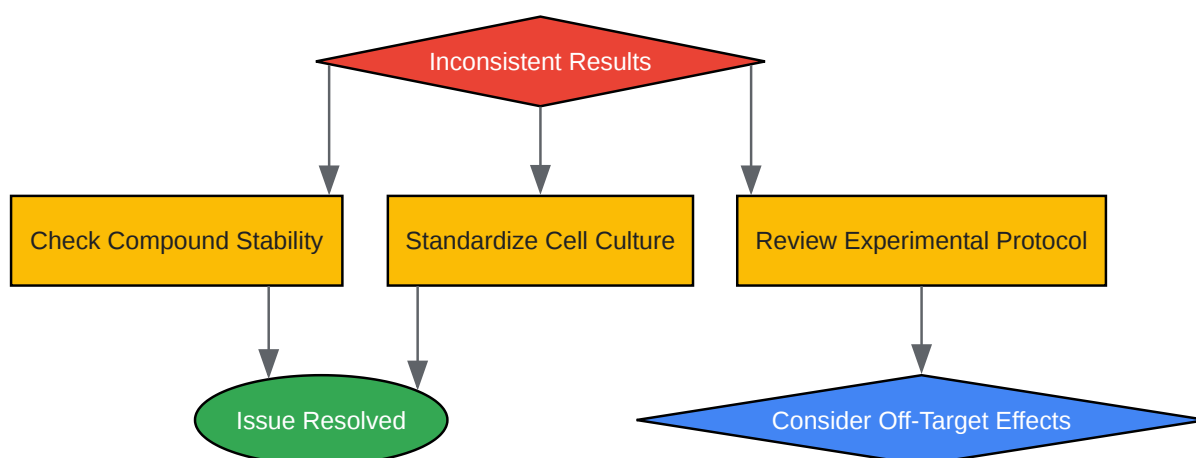 Inconsistent Results
Check Compound Stability
Standardize Cell Culture
Review Experimental Protocol
Issue Resolved
Consider Off-Target Effects